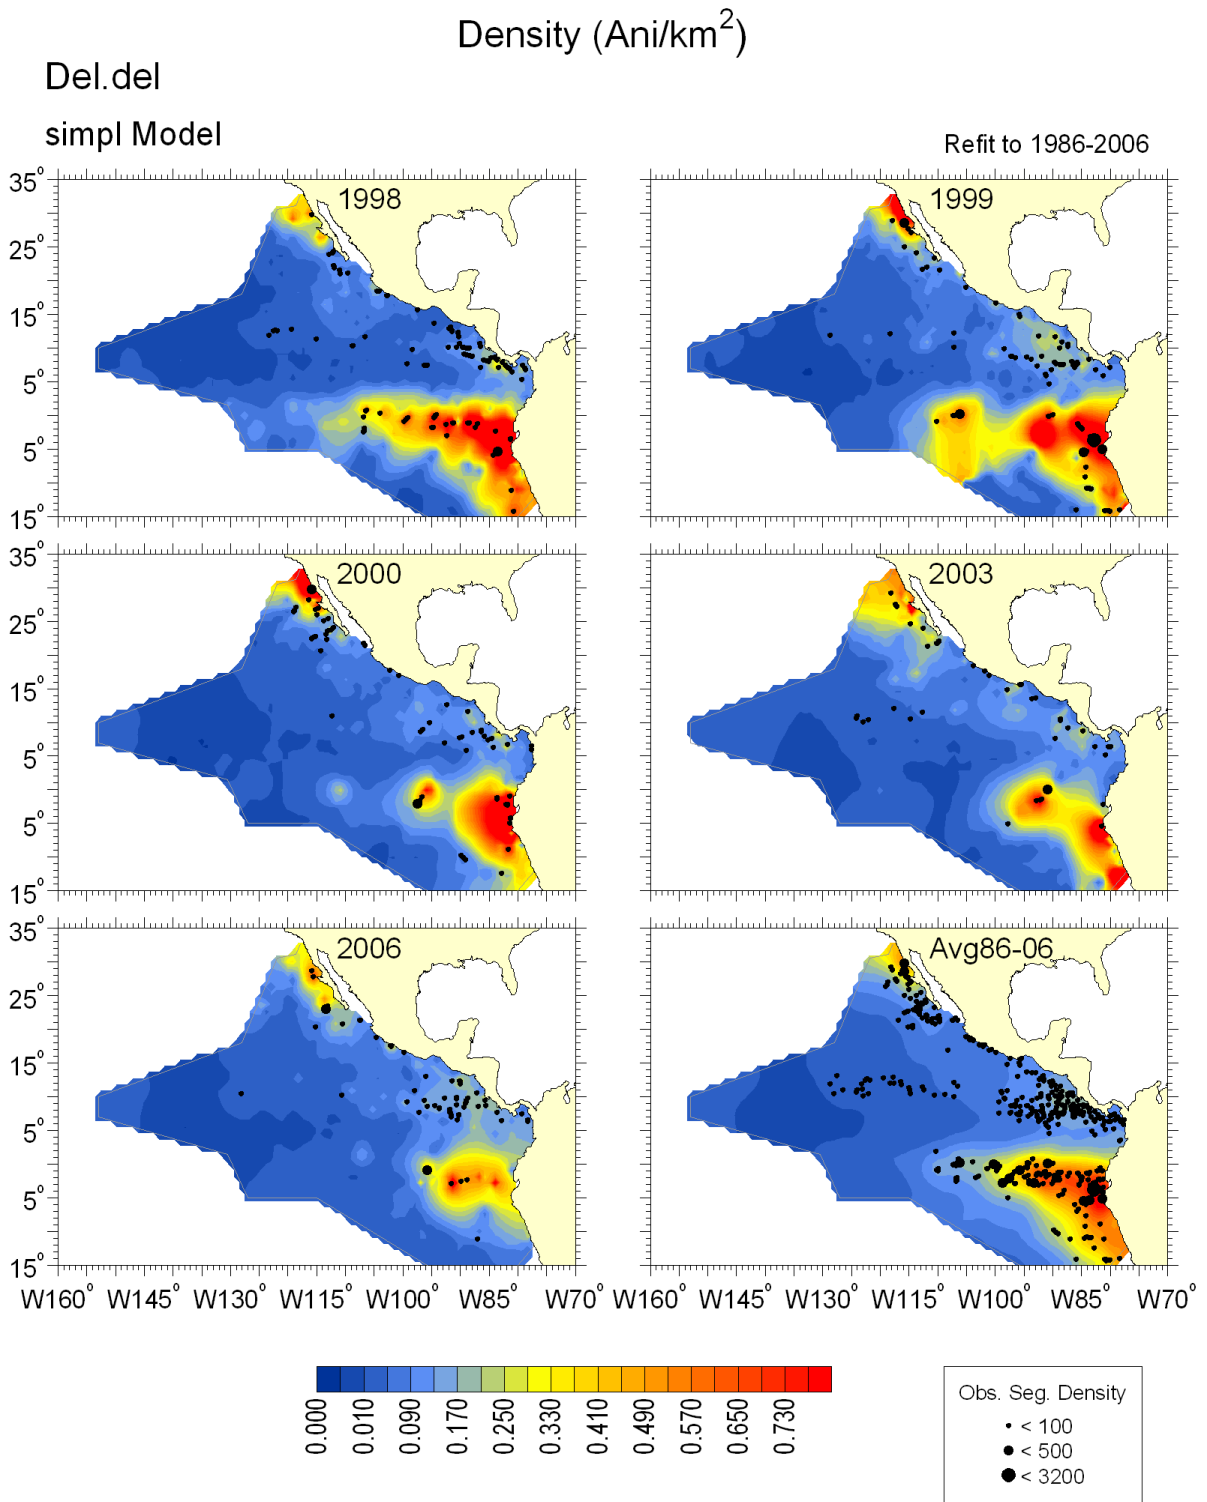 Density (Ani/km²)
Del.del
simpl Model
Refit to 1986-2006
35° 1998 1999
25°
15°
5°
5°
15°
35° 2000 2003
25°
15°
5°
5°
15°
35° 2006 Avg86-06
25°
15°
5°
5°
15°
W160° W145° W130° W115° W100° W85° W70° W160° W145° W130° W115° W100° W85° W70°
0.000 0.010 0.090 0.170 0.250 0.330 0.410 0.490 0.570 0.650 0.730
Obs. Seg. Density
< 100
< 500
< 3200